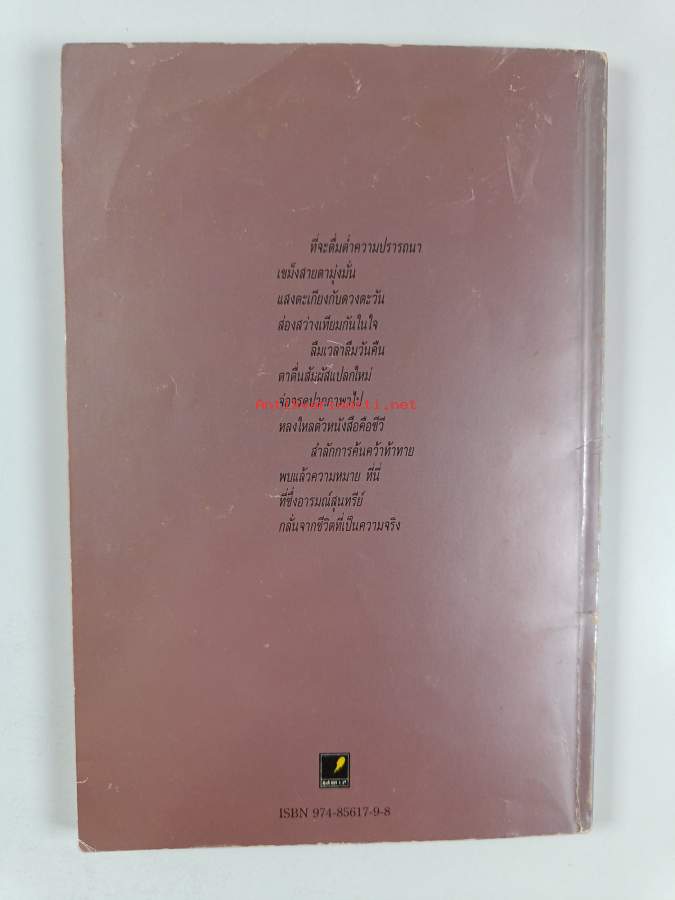 ที่จะดื่มด่ำความปรารถนา
เขม็งสายตามุ่งมั่น
แสงตะเกียงกับดวงตะวัน
ส่องสว่างเทียมกันในใจ
ลืมเวลาลืมวันคืน
ตาตื่นสัมผัสแปลกใหม่
Antikvariaatti.net
หลงใหลตัวหนังสือคือชีวี
สำลักการค้นคว้าท้าทาย
พบแล้วความหมาย ที่นี่
ที่ซึ่งอารมณ์สุนทรีย์
กลั่นจากชีวิตที่เป็นความจริง
ISBN 974-85617-9-8